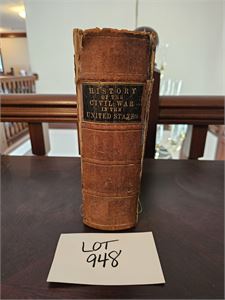 HISTORY
OF THE
CIVIL WAR
IN THE
UNITED STATES
LOT
948